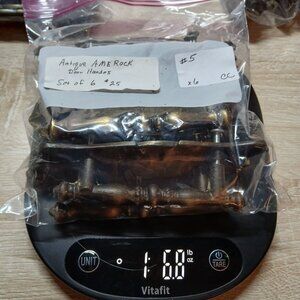 Antique AMEROCK
Door Handles
Set of 6 $25
#5
x6
CC
UNIT
1 6.8 lb oz
TARE
Vitafit